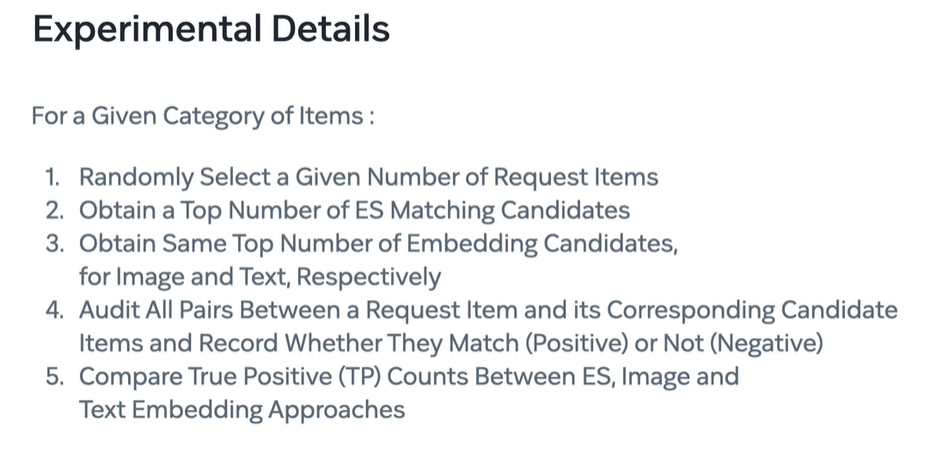 Experimental Details
For a Given Category of Items :
1. Randomly Select a Given Number of Request Items
2. Obtain a Top Number of ES Matching Candidates
3. Obtain Same Top Number of Embedding Candidates,
for Image and Text, Respectively
4. Audit All Pairs Between a Request Item and its Corresponding Candidate
Items and Record Whether They Match (Positive) or Not (Negative)
5. Compare True Positive (TP) Counts Between ES, Image and
Text Embedding Approaches